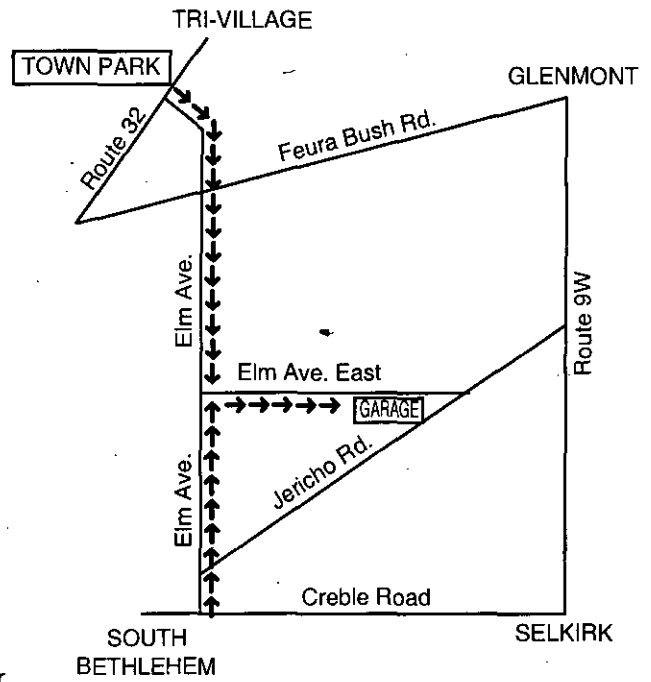 TRI-VILLAGE
TOWN PARK
GLENMONT
Route 32
Feura Bush Rd.
Elm Ave.
Route 9W
Elm Ave. East
GARAGE
Elm Ave.
Jericho Rd.
Creble Road
SOUTH
BETHLEHEM
SELKIRK